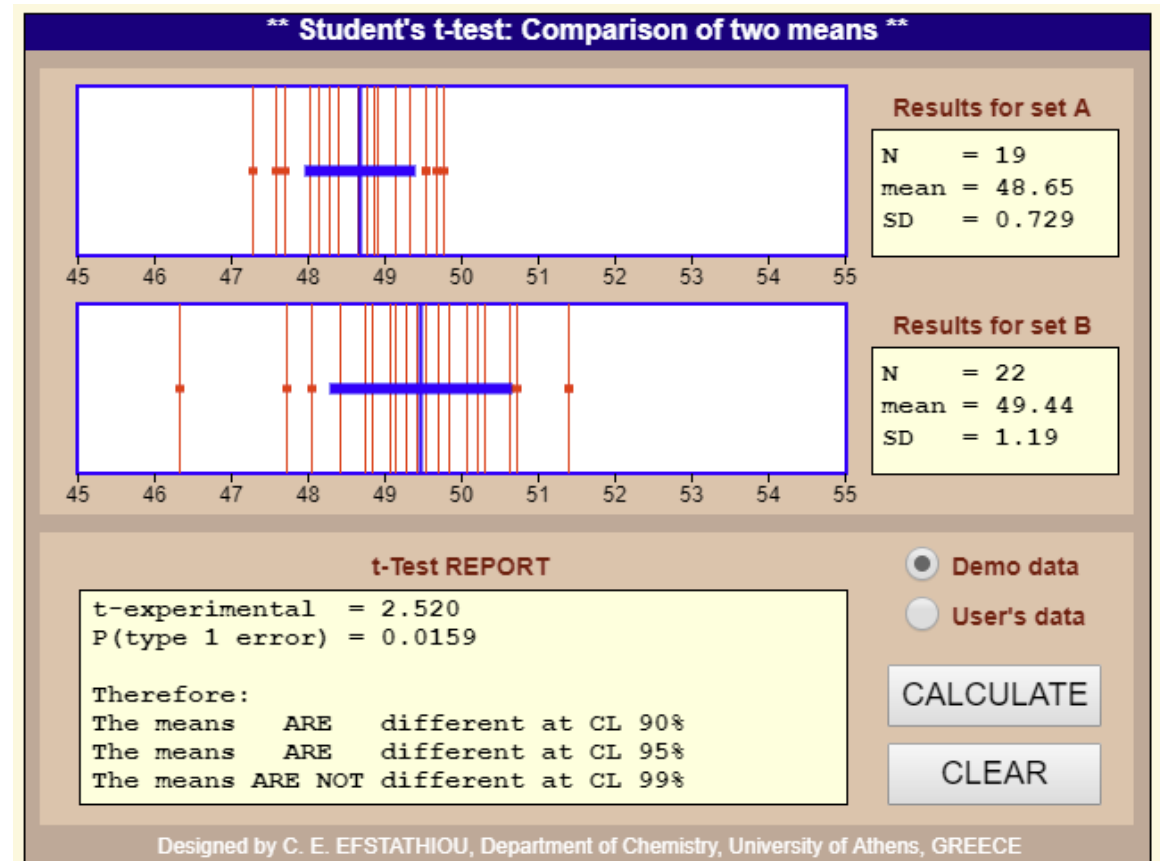 ** Student's t-test: Comparison of two means **
Results for set A
N    = 19
mean = 48.65
SD   = 0.729
45 46 47 48 49 50 51 52 53 54 55
Results for set B
N    = 22
mean = 49.44
SD   = 1.19
45 46 47 48 49 50 51 52 53 54 55
t-Test REPORT
t-experimental  = 2.520
P(type 1 error) = 0.0159
Therefore:
The means   ARE   different at CL 90%
The means   ARE   different at CL 95%
The means ARE NOT different at CL 99%
Demo data
User's data
CALCULATE
CLEAR
Designed by C. E. EFSTATHIOU, Department of Chemistry, University of Athens, GREECE